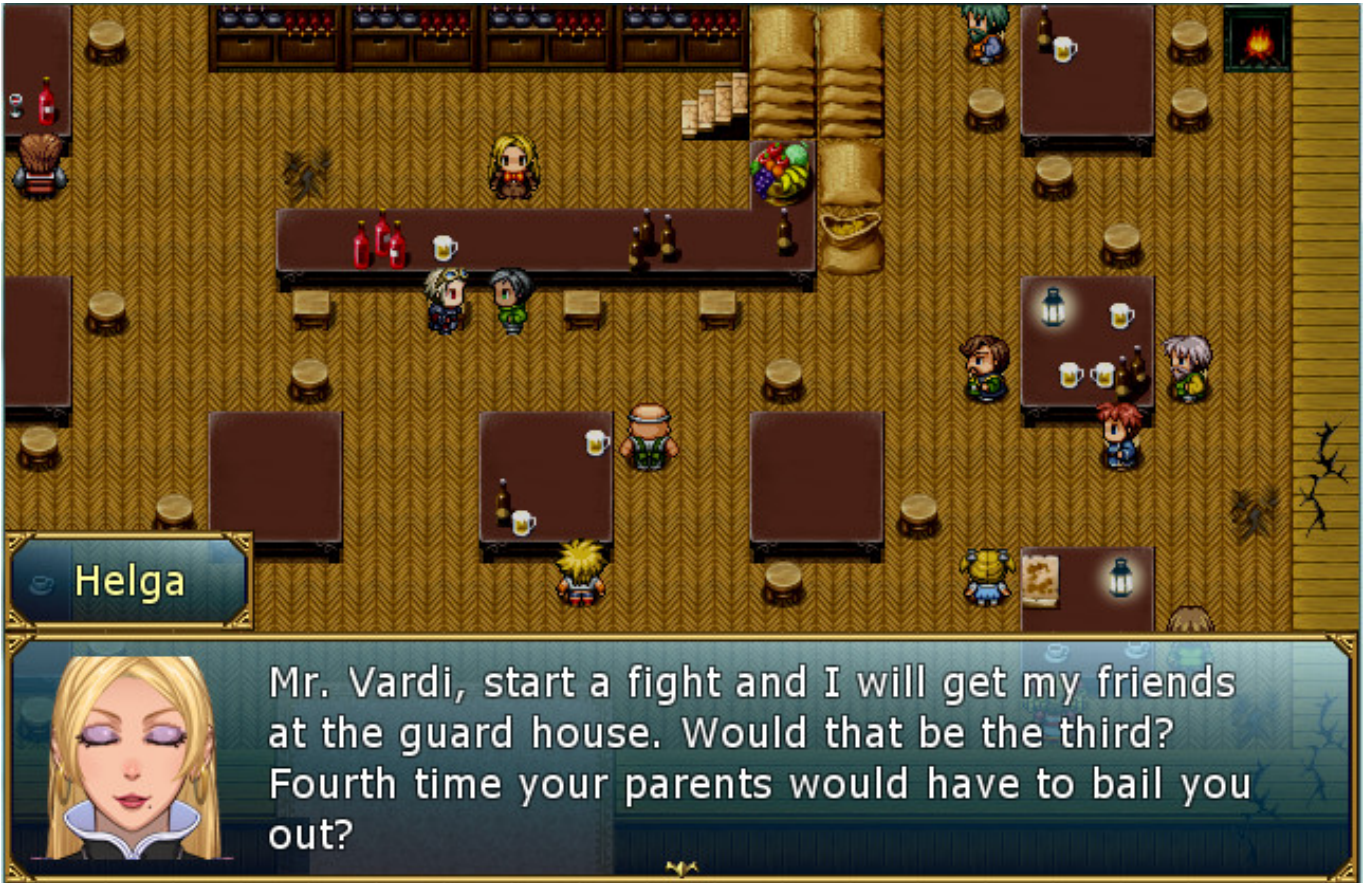 Helga
Mr. Vardi, start a fight and I will get my friends
at the guard house. Would that be the third?
Fourth time your parents would have to bail you
out?